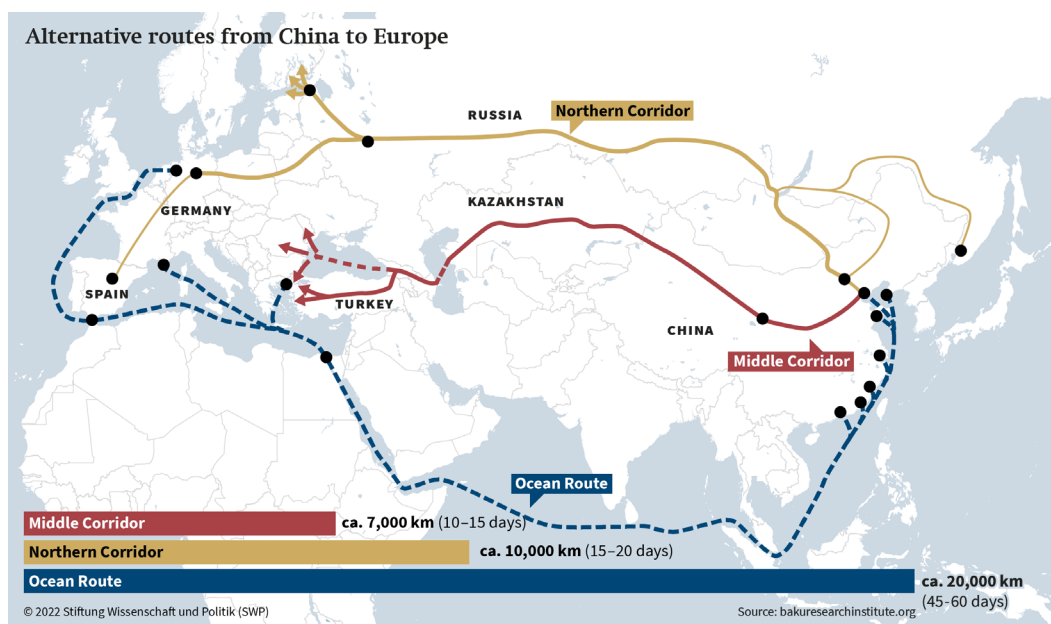 Alternative routes from China to Europe
RUSSIA
Northern Corridor
KAZAKHSTAN
GERMANY
SPAIN
TURKEY
CHINA
Middle Corridor
Ocean Route
Middle Corridor
ca. 7,000 km (10–15 days)
Northern Corridor
ca. 10,000 km (15–20 days)
Ocean Route
ca. 20,000 km
(45-60 days)
© 2022 Stiftung Wissenschaft und Politik (SWP)
Source: bakuresearchinstitute.org